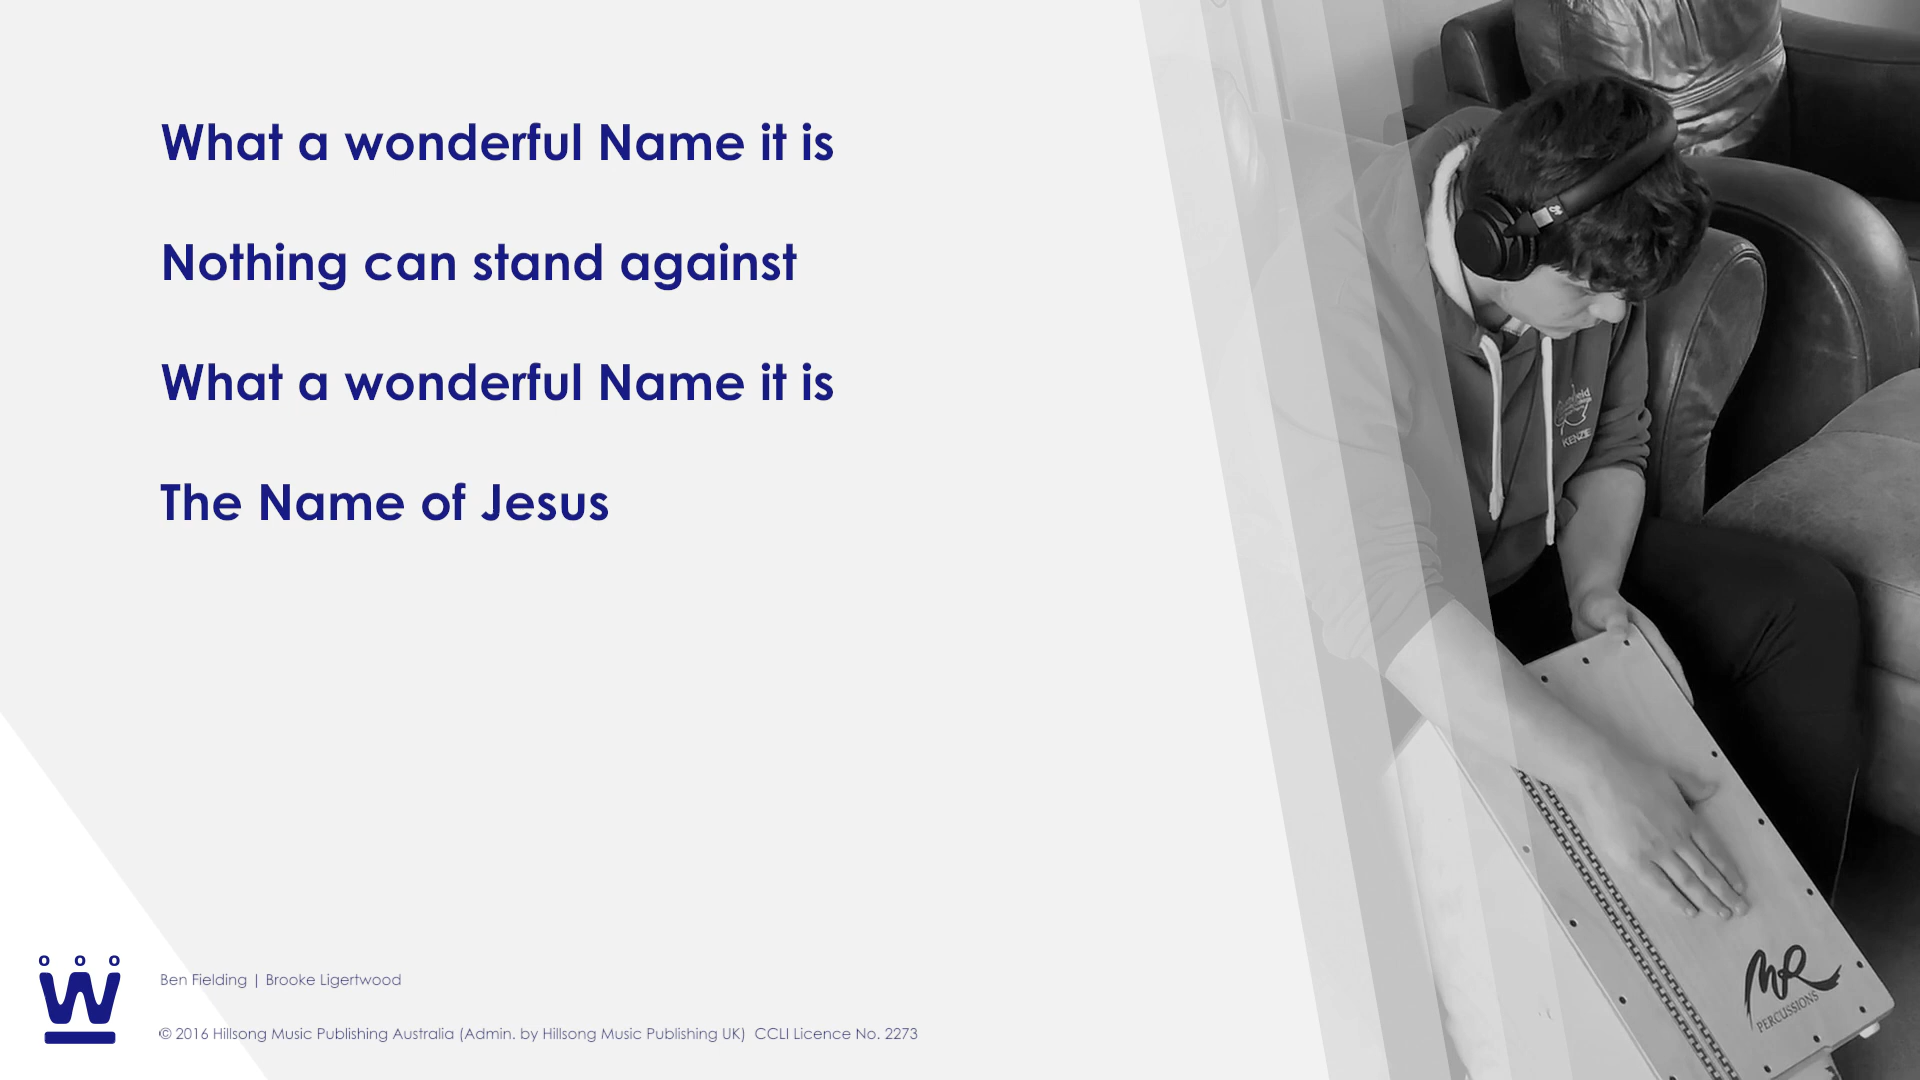 What a wonderful Name it is
Nothing can stand against
What a wonderful Name it is
The Name of Jesus
KENZIE
MR
PERCUSSIONS
W
Ben Fielding | Brooke Ligertwood
© 2016 Hillsong Music Publishing Australia (Admin. by Hillsong Music Publishing UK) CCLI Licence No. 2273